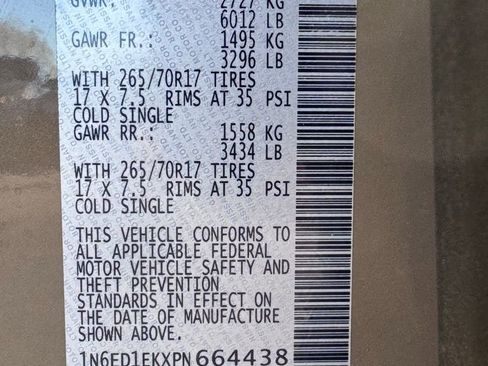 GVWR: 2727 KG
6012 LB
GAWR FR.: 1495 KG
3296 LB
WITH 265/70R17 TIRES
17 X 7.5 RIMS AT 35 PSI
COLD SINGLE
GAWR RR.: 1558 KG
3434 LB
WITH 265/70R17 TIRES
17 X 7.5 RIMS AT 35 PSI
COLD SINGLE
THIS VEHICLE CONFORMS TO
ALL APPLICABLE FEDERAL
MOTOR VEHICLE SAFETY AND
THEFT PREVENTION
STANDARDS IN EFFECT ON
THE DATE OF MANUFACTURE
SHOWN ABOVE.
1N6ED1EKXPN664438